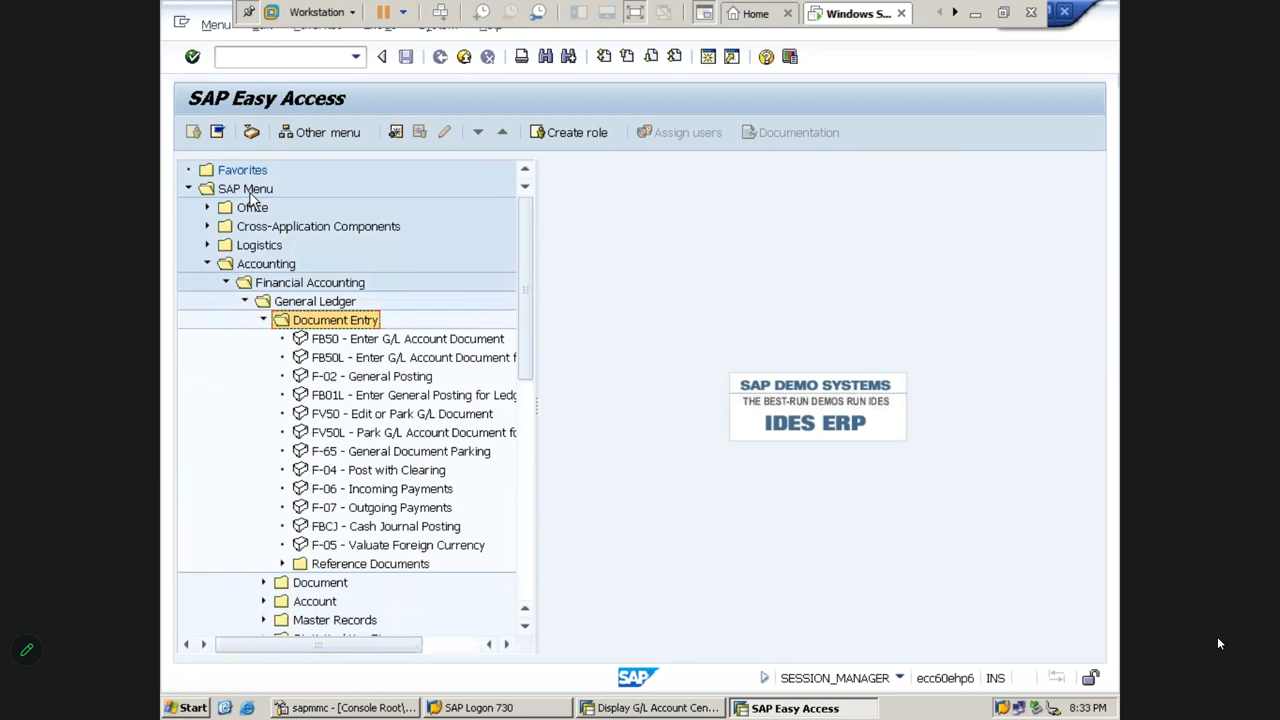 Workstation
Home
Windows S...
Menu
SAP Easy Access
Other menu
Create role
Assign users
Documentation
Favorites
SAP Menu
Office
Cross-Application Components
Logistics
Accounting
Financial Accounting
General Ledger
Document Entry
FB50 - Enter G/L Account Document
FB50L - Enter G/L Account Document f
F-02 - General Posting
FB01L - Enter General Posting for Ledg
FV50 - Edit or Park G/L Document
FV50L - Park G/L Account Document fo
F-65 - General Document Parking
F-04 - Post with Clearing
F-06 - Incoming Payments
F-07 - Outgoing Payments
FBCJ - Cash Journal Posting
F-05 - Valuate Foreign Currency
Reference Documents
Document
Account
Master Records
SAP DEMO SYSTEMS
THE BEST-RUN DEMOS RUN IDES
IDES ERP
SAP
SESSION_MANAGER
ecc60ehp6
INS
Start
sapmmc - [Console Root\...
SAP Logon 730
Display G/L Account Cen...
SAP Easy Access
8:33 PM